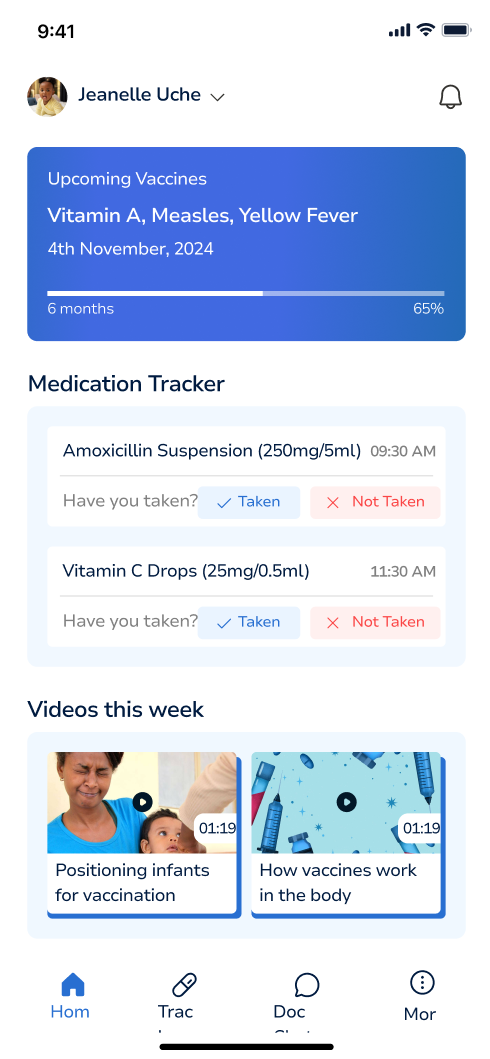 9:41
Jeanelle Uche
Upcoming Vaccines
Vitamin A, Measles, Yellow Fever
4th November, 2024
6 months 65%
Medication Tracker
Amoxicillin Suspension (250mg/5ml) 09:30 AM
Have you taken? Taken Not Taken
Vitamin C Drops (25mg/0.5ml) 11:30 AM
Have you taken? Taken Not Taken
Videos this week
01:19 01:19
Positioning infants
for vaccination
How vaccines work
in the body
Hom Trac Doc Mor